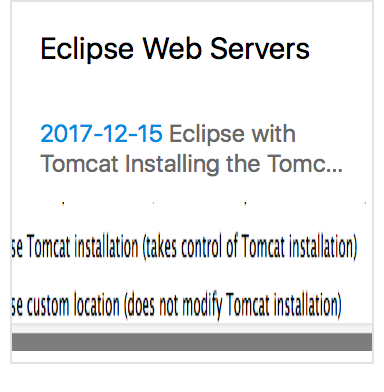 Eclipse Web Servers
2017-12-15 Eclipse with
Tomcat Installing the Tomc...
se Tomcat installation (takes control of Tomcat installation)
se custom location (does not modify Tomcat installation)